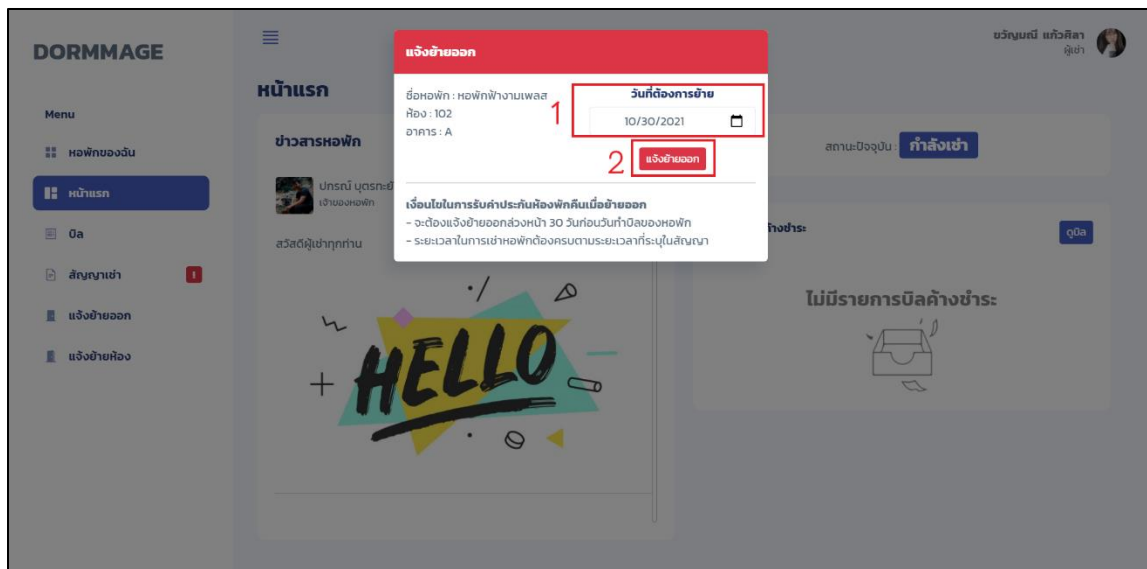 DORMMAGE
ขวัญมณี แก้วศิลา
ผู้เช่า
Menu
หอพักของฉัน
หน้าแรก
บิล
สัญญาเช่า
1
แจ้งย้ายออก
แจ้งย้ายห้อง
หน้าแรก
ข่าวสารหอพัก
ปกรณ์
เจ้าของหอพัก
สวัสดีผู้เช่าทุกท่าน
HELLO
แจ้งย้ายออก
ชื่อหอพัก : หอพักฟ้างามเพลส
ห้อง : 102
อาคาร : A
1
วันที่ต้องการย้าย
10/30/2021
2
แจ้งย้ายออก
เงื่อนไขในการรับค่าประกันห้องพักคืนเมื่อย้ายออก
- จะต้องแจ้งย้ายออกล่วงหน้า 30 วันก่อนวันทำบิลของหอพัก
- ระยะเวลาในการเช่าหอพักต้องครบตามระยะเวลาที่ระบุในสัญญา
สถานะปัจจุบัน : กำลังเช่า
ค้างชำระ
ดูบิล
ไม่มีรายการบิลค้างชำระ